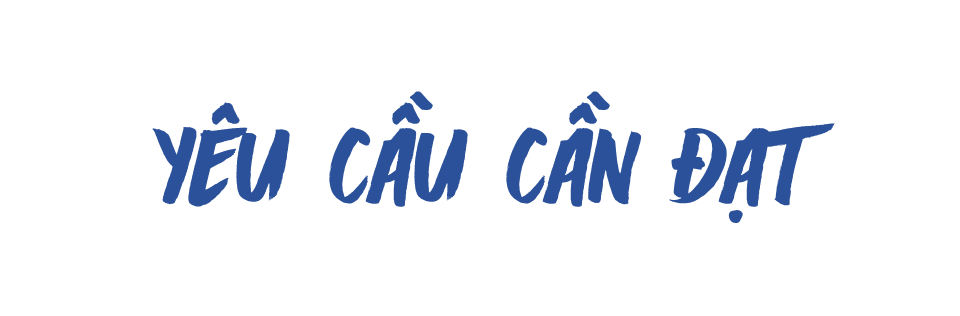 YÊU CẦU CẦN ĐẠT